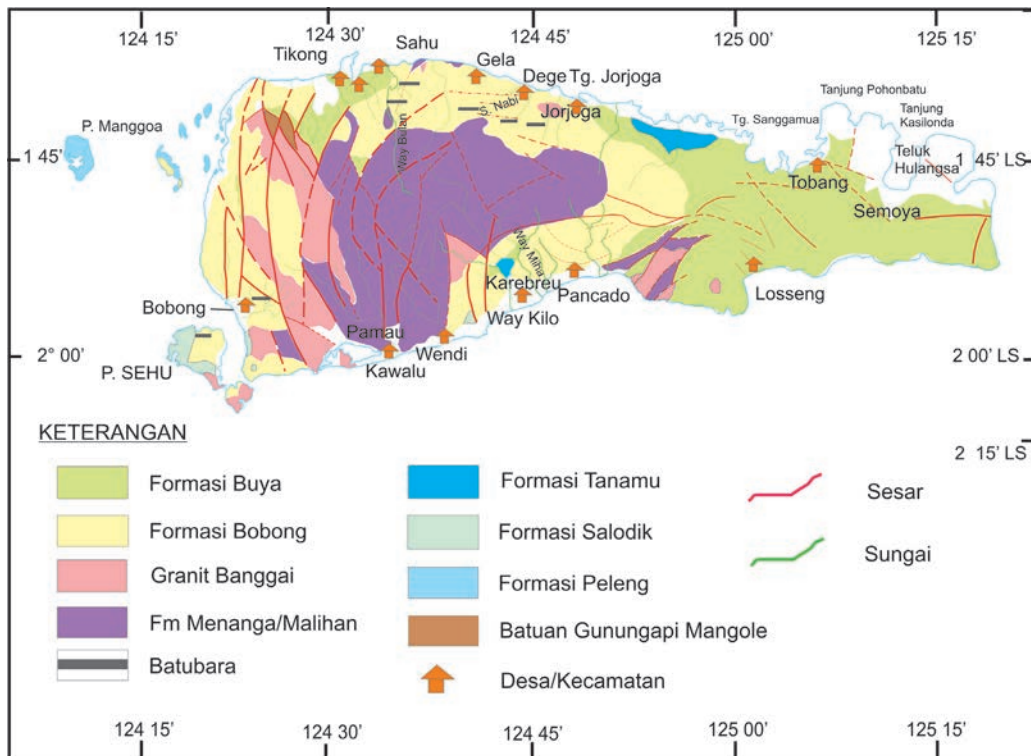 124 15'
124 30'
124 45'
125 00'
125 15'
Sahu
Tikong
Gela
Dege Tg. Jorjoga
Tanjung Pohonbatu
P. Manggoa
S. Nabi
Jorjoga
Tg. Sanggamua
Tanjung
Kasilonda
Way Bulan
1 45'
Teluk
Hulangsa
1 45' LS
Tobang
Semoya
Way Miha
Karebreu
Pancado
Losseng
Bobong
Way Kilo
Pamau
Wendi
2° 00'
P. SEHU
Kawalu
2 00' LS
KETERANGAN
2 15' LS
Formasi Buya
Formasi Tanamu
Sesar
Formasi Bobong
Formasi Salodik
Sungai
Granit Banggai
Formasi Peleng
Fm Menanga/Malihan
Batuan Gunungapi Mangole
Batubara
Desa/Kecamatan
124 15'
124 30'
124 45'
125 00'
125 15'